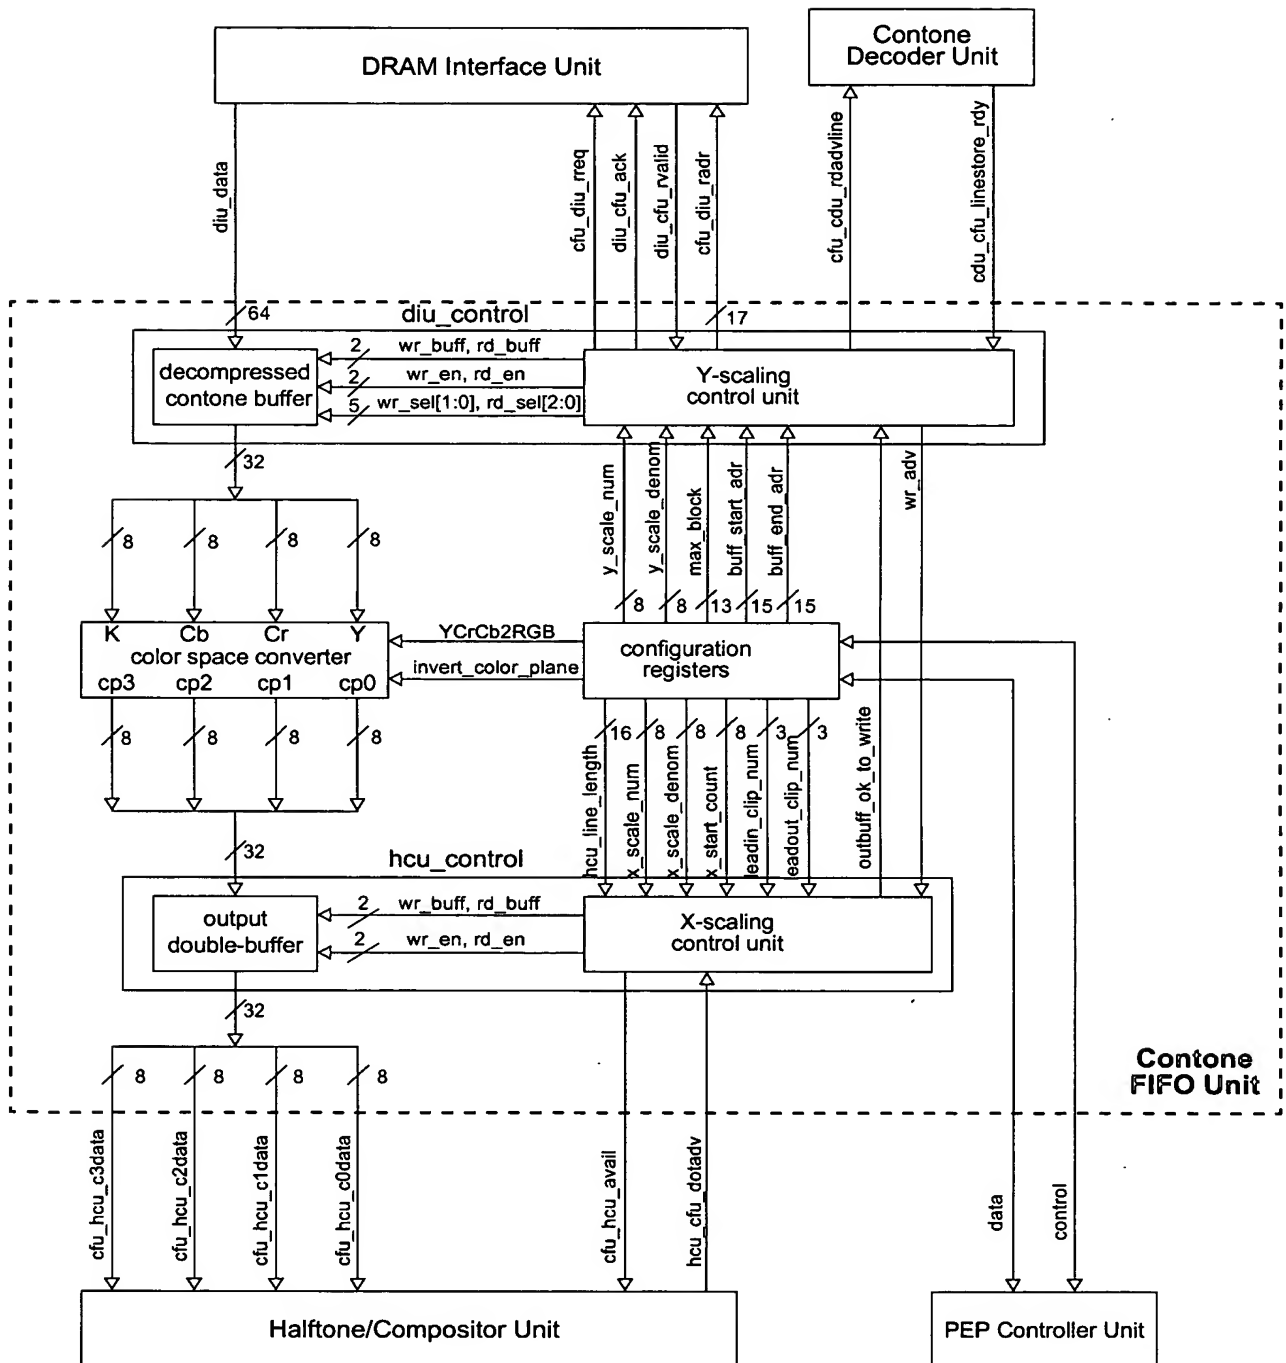 DRAM Interface Unit
Contone
Decoder Unit
diu_data
cfu_diu_rreq
diu_cfu_ack
diu_cfu_rvalid
cfu_diu_radr
cfu_cdu_rdadvline
cdu_cfu_linestore_rdy
64
diu_control
17
decompressed
contone buffer
2
wr_buff, rd_buff
2
wr_en, rd_en
5
wr_sel[1:0], rd_sel[2:0]
Y-scaling
control unit
32
y_scale_num
y_scale_denom
max_block
buff_start_adr
buff_end_adr
wr_adv
8
8
8
8
8
8
13
15
15
K
Cb
Cr
Y
color space converter
cp3
cp2
cp1
cp0
YCrCb2RGB
invert_color_plane
configuration
registers
8
8
8
8
16
8
8
8
3
3
hcu_line_length
x_scale_num
x_scale_denom
x_start_count
leadin_clip_num
leadout_clip_num
outbuff_ok_to_write
32
hcu_control
output
double-buffer
2
wr_buff, rd_buff
2
wr_en, rd_en
X-scaling
control unit
32
8
8
8
8
Contone
FIFO Unit
cfu_hcu_c3data
cfu_hcu_c2data
cfu_hcu_c1data
cfu_hcu_c0data
cfu_hcu_avail
hcu_cfu_dotadv
data
control
Halftone/Compositor Unit
PEP Controller Unit